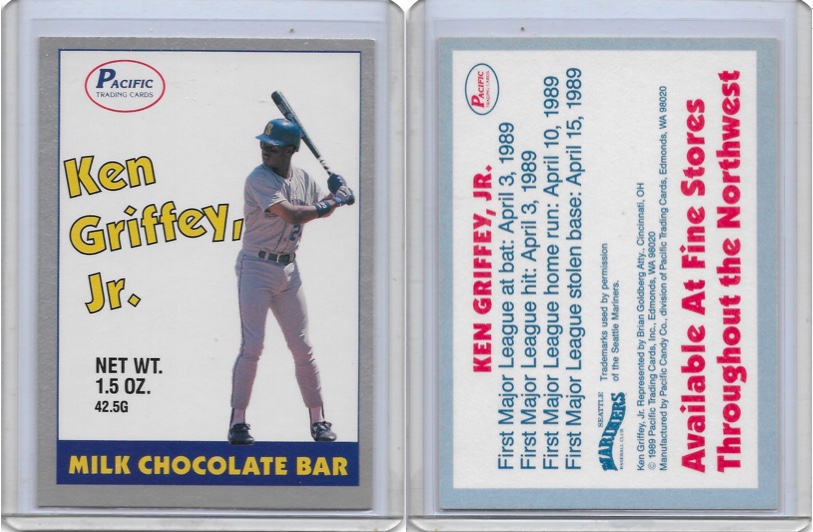 PACIFIC
TRADING CARDS
Ken
Griffey,
Jr.
NET WT.
1.5 OZ.
42.5G
MILK CHOCOLATE BAR
PACIFIC
TRADING CARDS
KEN GRIFFEY, JR.
First Major League at bat: April 3, 1989
First Major League hit: April 3, 1989
First Major League home run: April 10, 1989
First Major League stolen base: April 15, 1989
SEATTLE
MARINERS
BASEBALL CLUB
Trademarks used by permission
of the Seattle Mariners.
Ken Griffey, Jr. Represented by Brian Goldberg Atty., Cincinnati, OH
© 1989 Pacific Trading Cards, Inc., Edmonds, WA 98020
Manufactured by Pacific Candy Co., division of Pacific Trading Cards, Edmonds, WA 98020
Available At Fine Stores
Throughout the Northwest